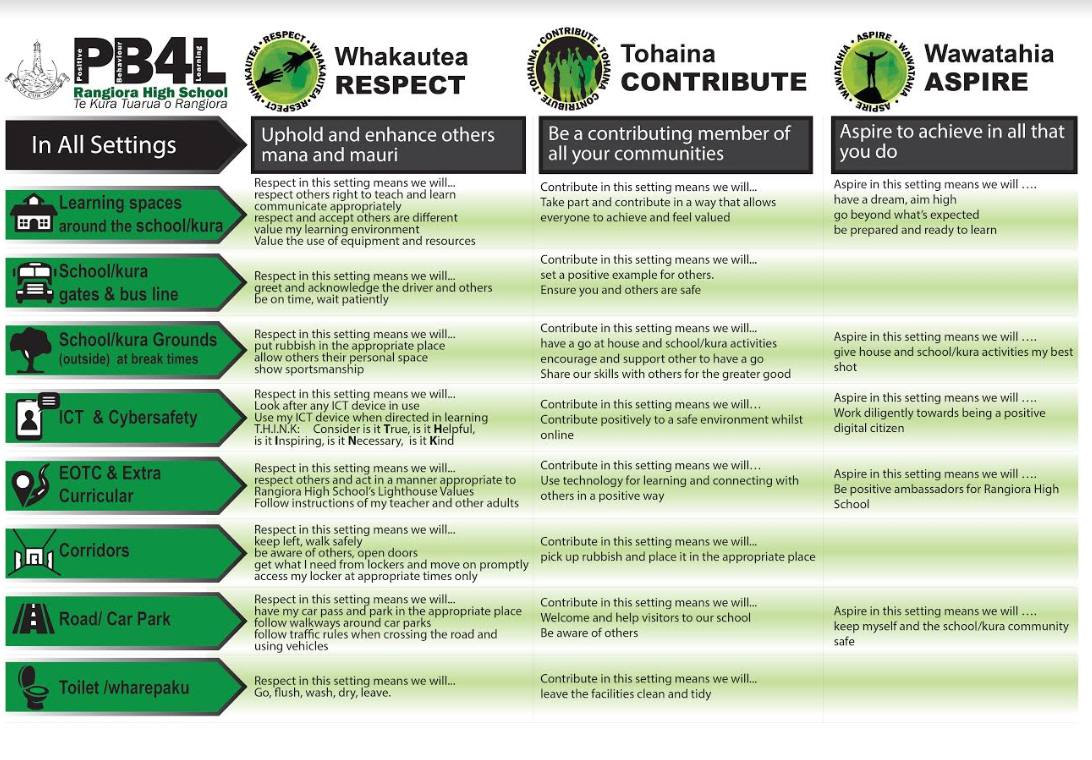 PB4L
Positive
Behaviour
Learning
Rangiora High School
Te Kura Tuarua o Rangiora
WHAKAUTEA • RESPECT • WHAKAUTEA • RESPECT •
Whakautea
RESPECT
CONTRIBUTE • TOHAINA • CONTRIBUTE • TOHAINA •
Tohaina
CONTRIBUTE
WAWATAHIA • ASPIRE • WAWATAHIA • ASPIRE •
Wawatahia
ASPIRE
In All Settings
Uphold and enhance others
mana and mauri
Be a contributing member of
all your communities
Aspire to achieve in all that
you do
Learning spaces
around the school/kura
Respect in this setting means we will...
respect others right to teach and learn
communicate appropriately
respect and accept others are different
value my learning environment
Value the use of equipment and resources
Contribute in this setting means we will...
Take part and contribute in a way that allows
everyone to achieve and feel valued
Aspire in this setting means we will ….
have a dream, aim high
go beyond what's expected
be prepared and ready to learn
School/kura
gates & bus line
Respect in this setting means we will...
greet and acknowledge the driver and others
be on time, wait patiently
Contribute in this setting means we will...
set a positive example for others.
Ensure you and others are safe
School/kura Grounds
(outside) at break times
Respect in this setting means we will...
put rubbish in the appropriate place
allow others their personal space
show sportsmanship
Contribute in this setting means we will...
have a go at house and school/kura activities
encourage and support other to have a go
Share our skills with others for the greater good
Aspire in this setting means we will ….
give house and school/kura activities my best
shot
ICT & Cybersafety
Respect in this setting means we will...
Look after any ICT device in use
Use my ICT device when directed in learning
T.H.I.N.K: Consider is it True, is it Helpful,
is it Inspiring, is it Necessary, is it Kind
Contribute in this setting means we will…
Contribute positively to a safe environment whilst
online
Aspire in this setting means we will ….
Work diligently towards being a positive
digital citizen
EOTC & Extra
Curricular
Respect in this setting means we will...
respect others and act in a manner appropriate to
Rangiora High School's Lighthouse Values
Follow instructions of my teacher and other adults
Contribute in this setting means we will…
Use technology for learning and connecting with
others in a positive way
Aspire in this setting means we will ….
Be positive ambassadors for Rangiora High
School
Corridors
Respect in this setting means we will...
keep left, walk safely
be aware of others, open doors
get what I need from lockers and move on promptly
access my locker at appropriate times only
Contribute in this setting means we will...
pick up rubbish and place it in the appropriate place
Road/ Car Park
Respect in this setting means we will...
have my car pass and park in the appropriate place
follow walkways around car parks
follow traffic rules when crossing the road and
using vehicles
Contribute in this setting means we will...
Welcome and help visitors to our school
Be aware of others
Aspire in this setting means we will ….
keep myself and the school/kura community
safe
Toilet /wharepaku
Respect in this setting means we will...
Go, flush, wash, dry, leave.
Contribute in this setting means we will...
leave the facilities clean and tidy